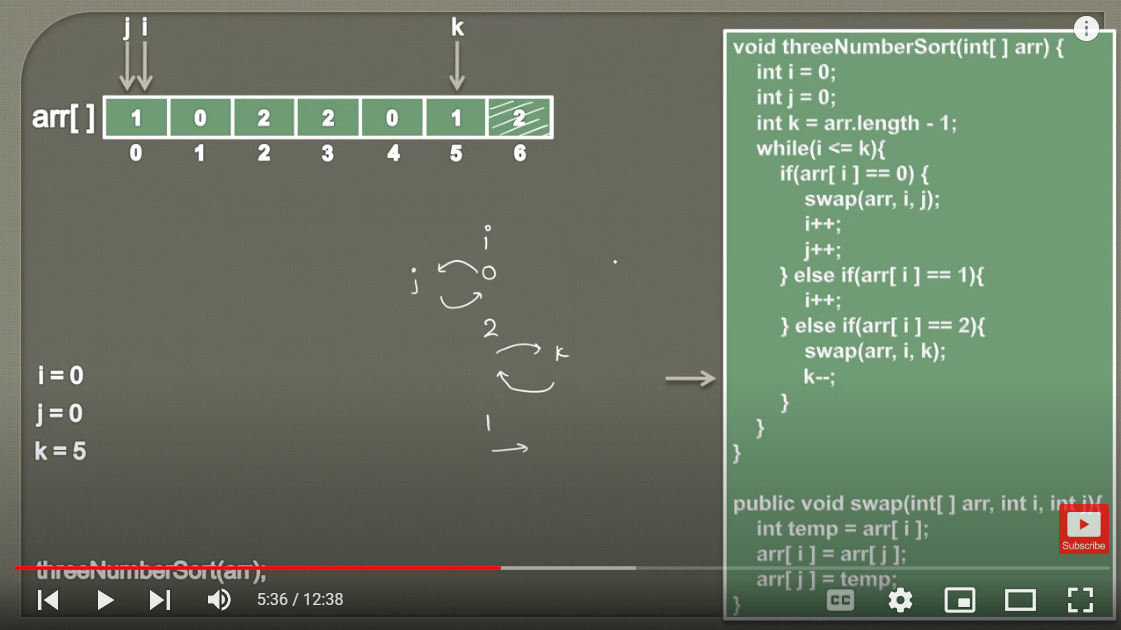 j i k
arr[ ] 1 0 2 2 0 1 2
0 1 2 3 4 5 6
i
j 0
2
k
1
i = 0
j = 0
k = 5
threeNumberSort(arr);
void threeNumberSort(int[ ] arr) {
int i = 0;
int j = 0;
int k = arr.length - 1;
while(i <= k){
if(arr[ i ] == 0) {
swap(arr, i, j);
i++;
j++;
} else if(arr[ i ] == 1){
i++;
} else if(arr[ i ] == 2){
swap(arr, i, k);
k--;
}
}
}
public void swap(int[ ] arr, int i, int j){
int temp = arr[ i ];
arr[ i ] = arr[ j ];
arr[ j ] = temp;
}
Subscribe
5:36 / 12:38
CC